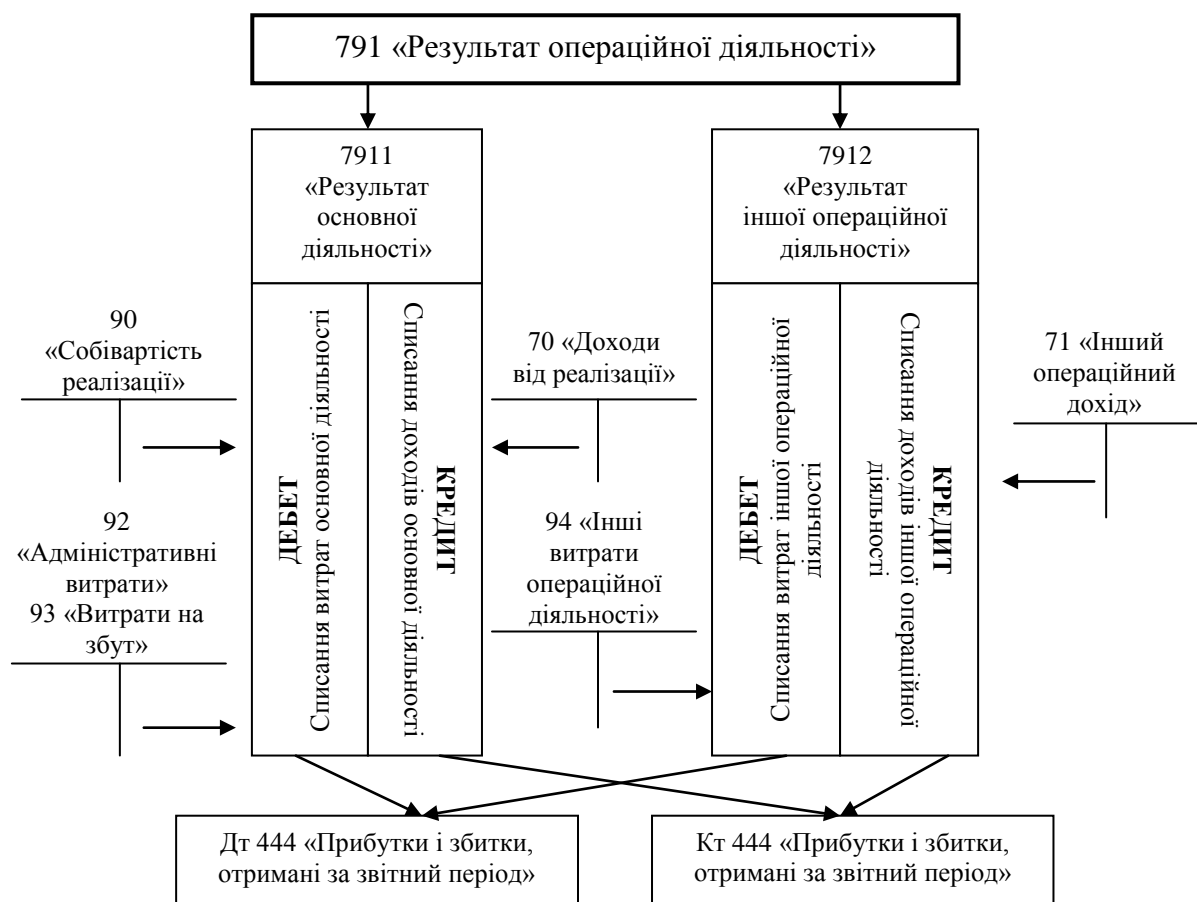 791 «Результат операційної діяльності»
7911
«Результат
основної
діяльності»
7912
«Результат
іншої операційної
діяльності»
90
«Собівартість
реалізації»
92
«Адміністративні
витрати»
93 «Витрати на
збут»
ДЕБЕТ
Списання витрат основної діяльності
КРЕДИТ
Списання доходів основної діяльності
70 «Доходи
від реалізації»
94 «Інші
витрати
операційної
діяльності»
ДЕБЕТ
Списання витрат іншої операційної
діяльності
КРЕДИТ
Списання доходів іншої операційної
діяльності
71 «Інший
операційний
дохід»
Дт 444 «Прибутки і збитки,
отримані за звітний період»
Кт 444 «Прибутки і збитки,
отримані за звітний період»